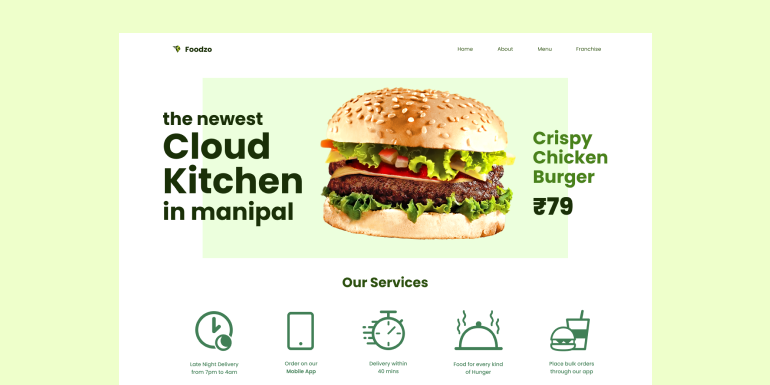 Foodzo
Home
About
Menu
Franchise
the newest
Cloud
Kitchen
in manipal
Crispy
Chicken
Burger
₹79
Our Services
Late Night Delivery
from 7pm to 4am
Order on our
Mobile App
Delivery within
40 mins
Food for every kind
of Hunger
Place bulk orders
through our app